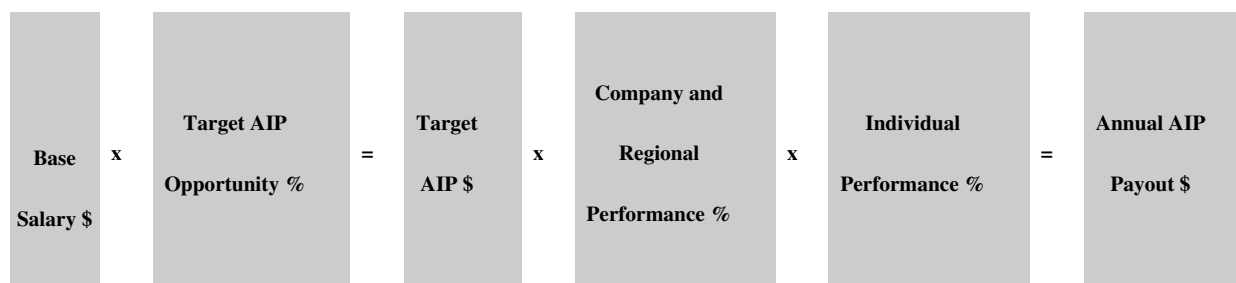 Base
Salary $
x
Target AIP
Opportunity %
=
Target
AIP $
x
Company and
Regional
Performance %
x
Individual
Performance %
=
Annual AIP
Payout $